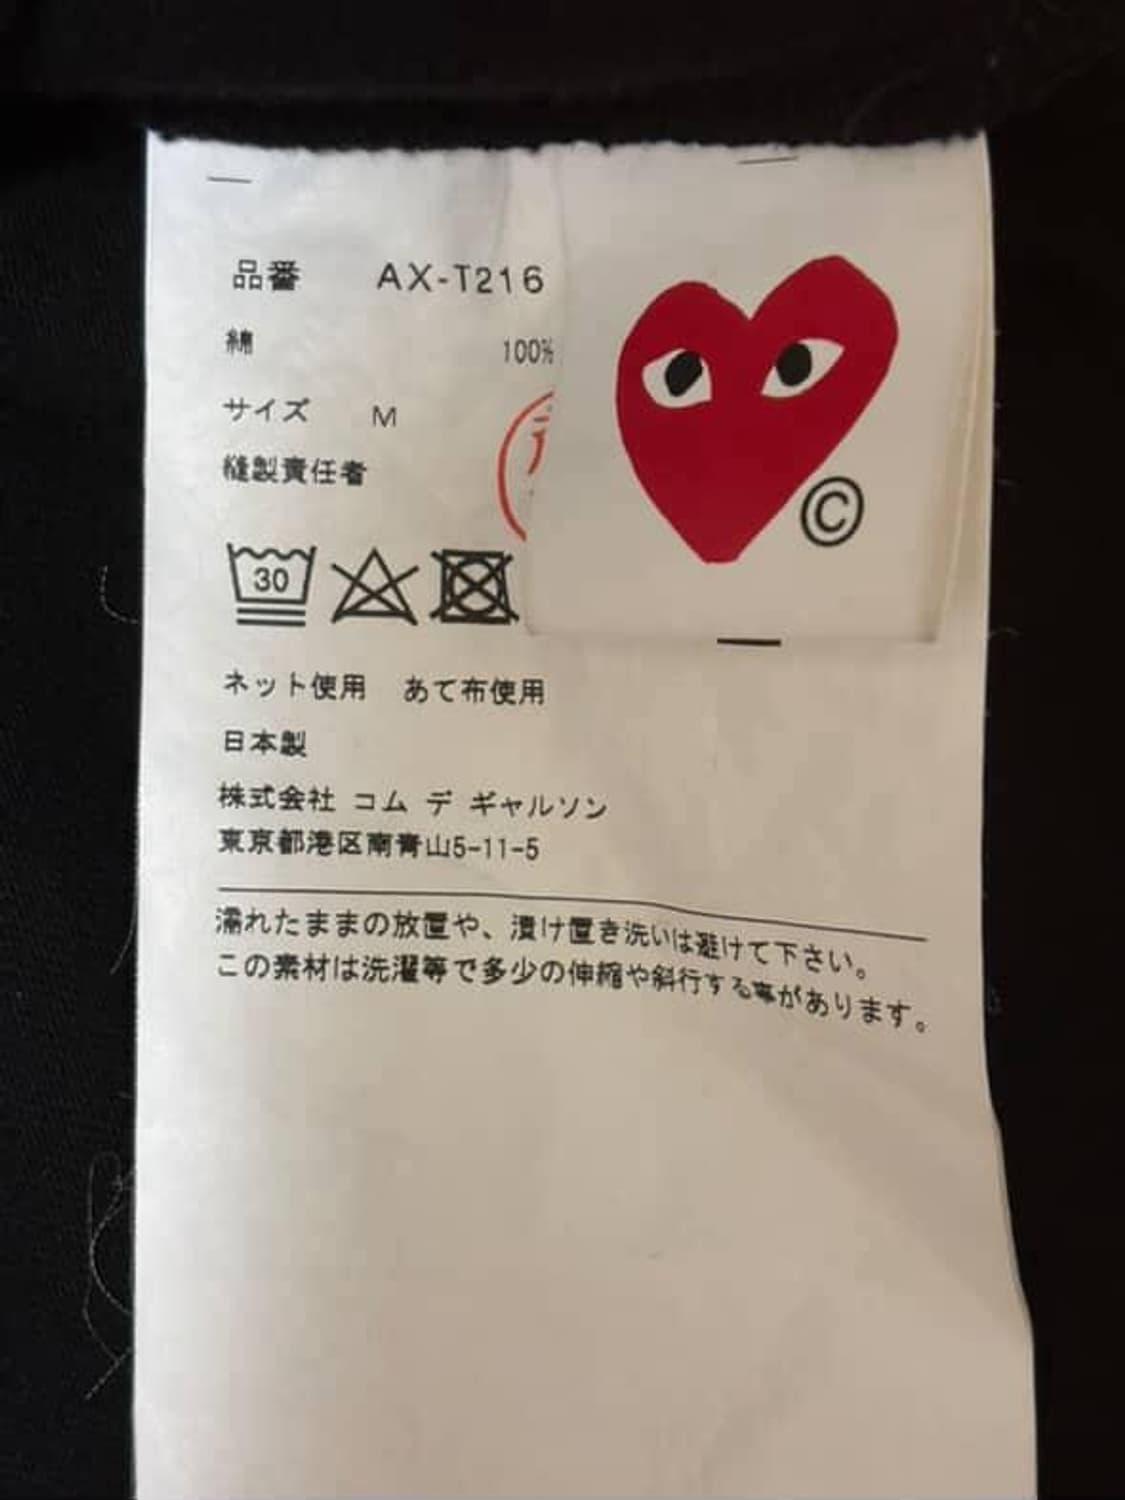 品番 AX-T216
綿 100%
サイズ M
縫製責任者
30
©
ネット使用 あて布使用
日本製
株式会社 コム デ ギャルソン
東京都港区南青山5-11-5
濡れたままの放置や、漬け置き洗いは避けて下さい。
この素材は洗濯等で多少の伸縮や斜行する事があります。